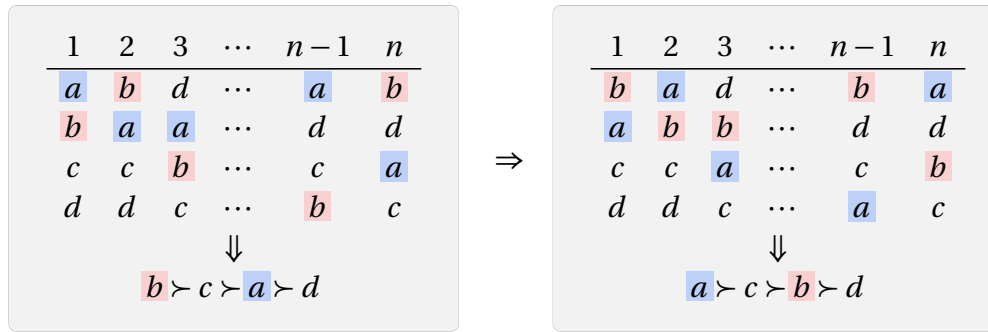 1 2 3 ⋯ n − 1 n
a b d ⋯ a b
b a a ⋯ d d
c c b ⋯ c a
d d c ⋯ b c
⇓
b ≻ c ≻ a ≻ d
⇒
1 2 3 ⋯ n − 1 n
b a d ⋯ b a
a b b ⋯ d d
c c a ⋯ c b
d d c ⋯ a c
⇓
a ≻ c ≻ b ≻ d